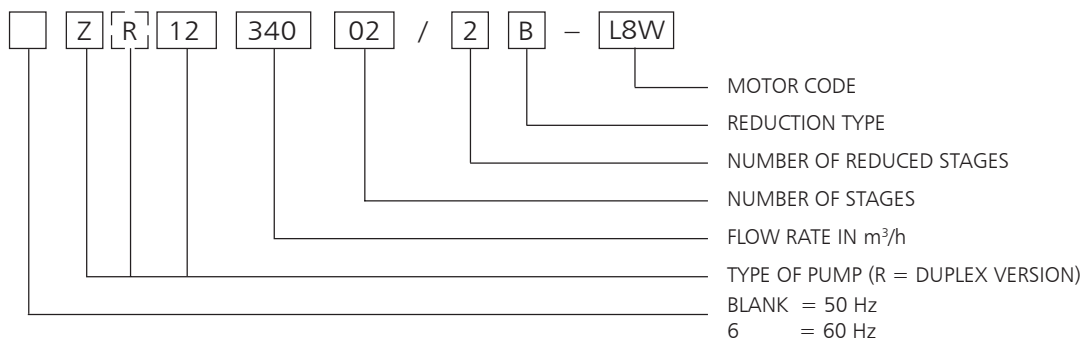 Z R 12 340 02 / 2 B – L8W
MOTOR CODE
REDUCTION TYPE
NUMBER OF REDUCED STAGES
NUMBER OF STAGES
FLOW RATE IN m³/h
TYPE OF PUMP (R = DUPLEX VERSION)
BLANK = 50 Hz
6 = 60 Hz